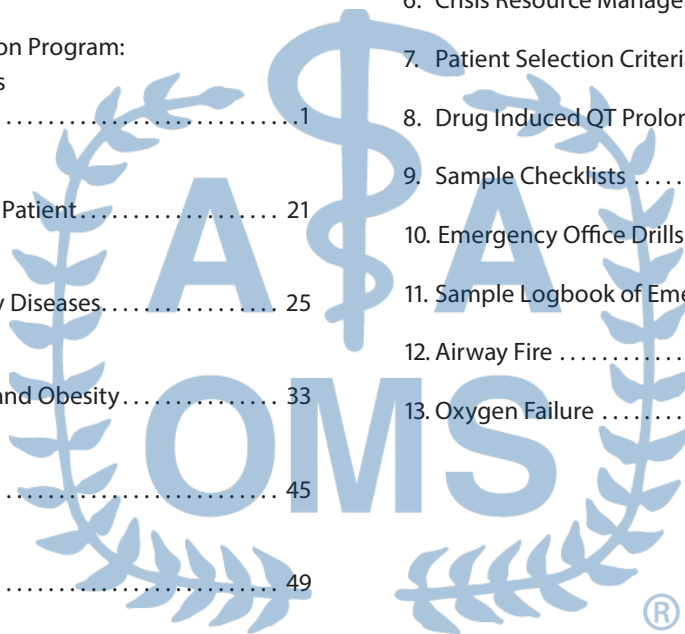 on Program:
s
............................1
Patient.................. 21
y Diseases................ 25
and Obesity.............. 33
.......................... 45
........................... 49
6. Crisis Resource Manage
7. Patient Selection Criteria
8. Drug Induced QT Prolon
9. Sample Checklists .....
10. Emergency Office Drills
11. Sample Logbook of Eme
12. Airway Fire ............
13. Oxygen Failure ........
A A
OMS
®